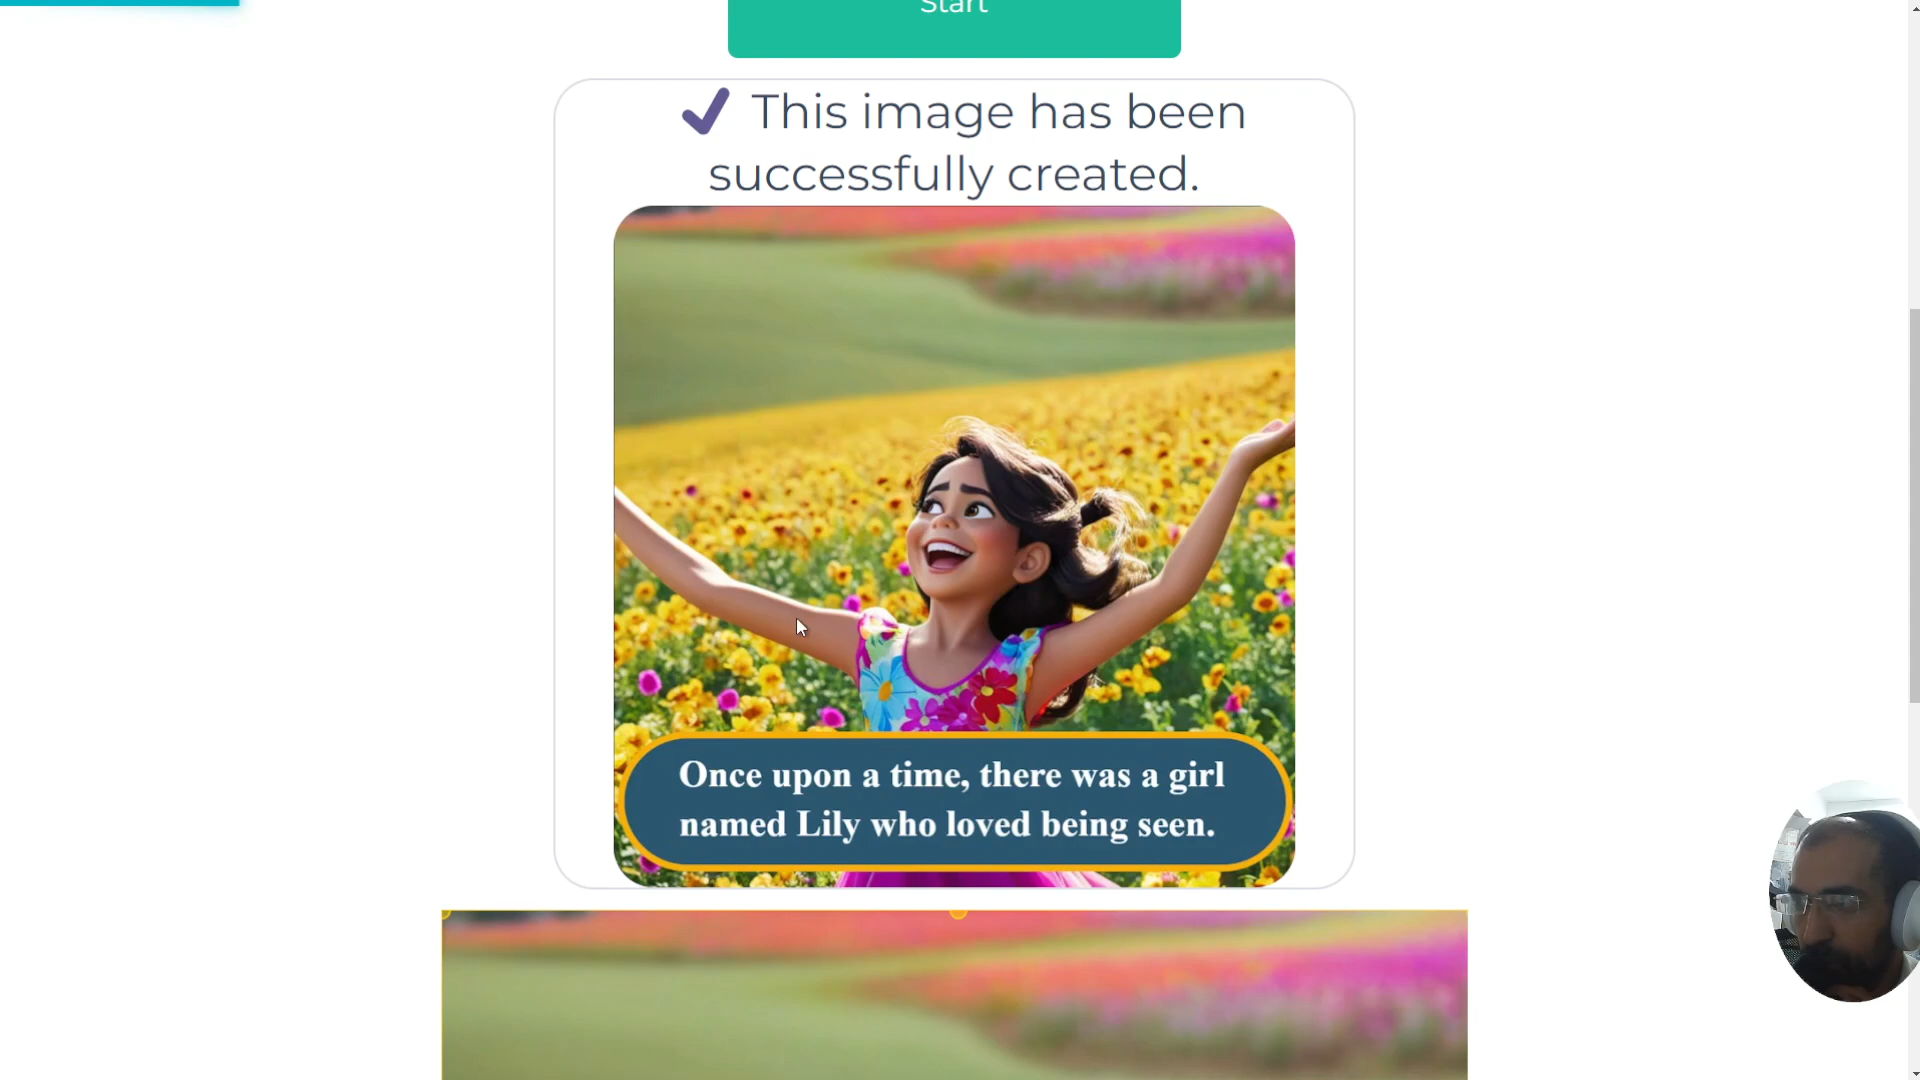 Start
This image has been
successfully created.
Once upon a time, there was a girl
named Lily who loved being seen.